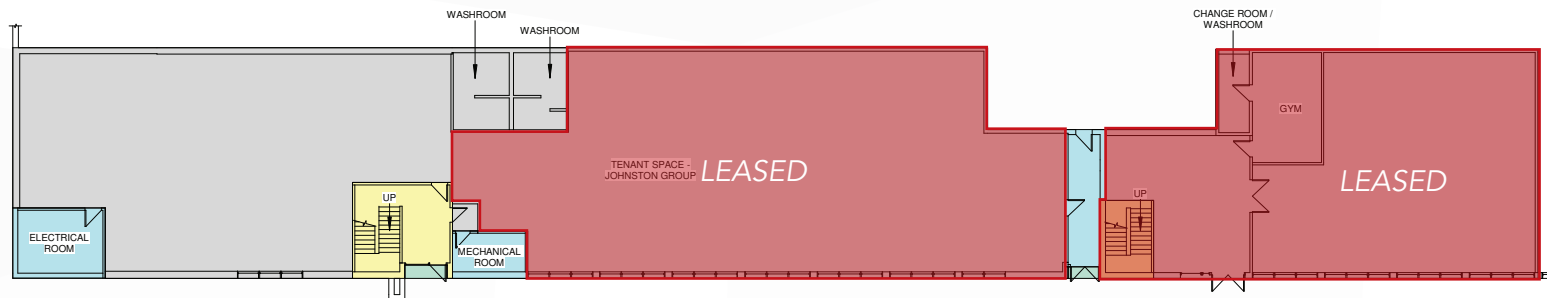 WASHROOM
WASHROOM
CHANGE ROOM /
WASHROOM
GYM
TENANT SPACE -
JOHNSTON GROUP
LEASED
LEASED
UP
UP
ELECTRICAL
ROOM
MECHANICAL
ROOM